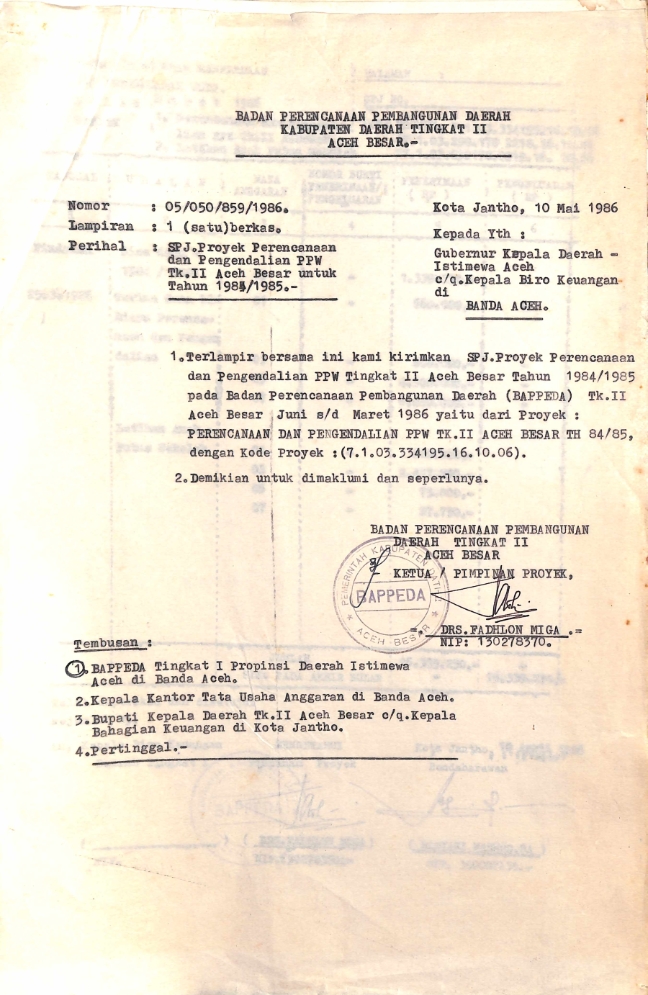 BADAN PERENCANAAN PEMBANGUNAN DAERAH
KABUPATEN DAERAH TINGKAT II
ACEH BESAR.-
Nomor : 05/050/859/1986.
Lampiran : 1 (satu)berkas.
Perihal : SPJ.Proyek Perencanaan
dan Pengendalian PPW
Tk.II Aceh Besar untuk
Tahun 1984/1985.-
Kota Jantho, 10 Mai 1986
Kepada Yth :
Gubernur Kepala Daerah -
Istimewa Aceh
c/q.Kepala Biro Keuangan
di
BANDA ACEH.
1.Terlampir bersama ini kami kirimkan SPJ.Proyek Perencanaan
dan Pengendalian PPW Tingkat II Aceh Besar Tahun 1984/1985
pada Badan Perencanaan Pembangunan Daerah (BAPPEDA) Tk.II
Aceh Besar Juni s/d Maret 1986 yaitu dari Proyek :
PERENCANAAN DAN PENGENDALIAN PPW TK.II ACEH BESAR TH 84/85,
dengan Kode Proyek :(7.1.03.334195.16.10.06).
2.Demikian untuk dimaklumi dan seperlunya.
BADAN PERENCANAAN PEMBANGUNAN
DAERAH TINGKAT II
ACEH BESAR
KETUA / PIMPINAN PROYEK,
PEMERINTAH KABUPATEN DATI II
BAPPEDA
ACEH - BESAR
=. DRS.FADHLON MIGA .=
NIP: 130278370.
Tembusan :
1.BAPPEDA Tingkat I Propinsi Daerah Istimewa
Aceh di Banda Aceh.
2.Kepala Kantor Tata Usaha Anggaran di Banda Aceh.
3.Bupati Kepala Daerah Tk.II Aceh Besar c/q.Kepala
Bahagian Keuangan di Kota Jantho.
4.Pertinggal.-